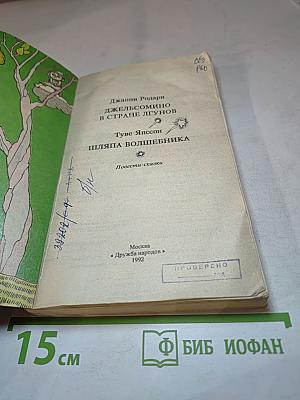 Джанни Родари
ДЖЕЛЬСОМИНО
В СТРАНЕ ЛГУНОВ
Туве Янссон
ШЛЯПА ВОЛШЕБНИКА
Повести-сказки
Москва
«Дружба народов»
1992
ПРОВЕРЕНО
15 см
Ф БИБ ИОФАН